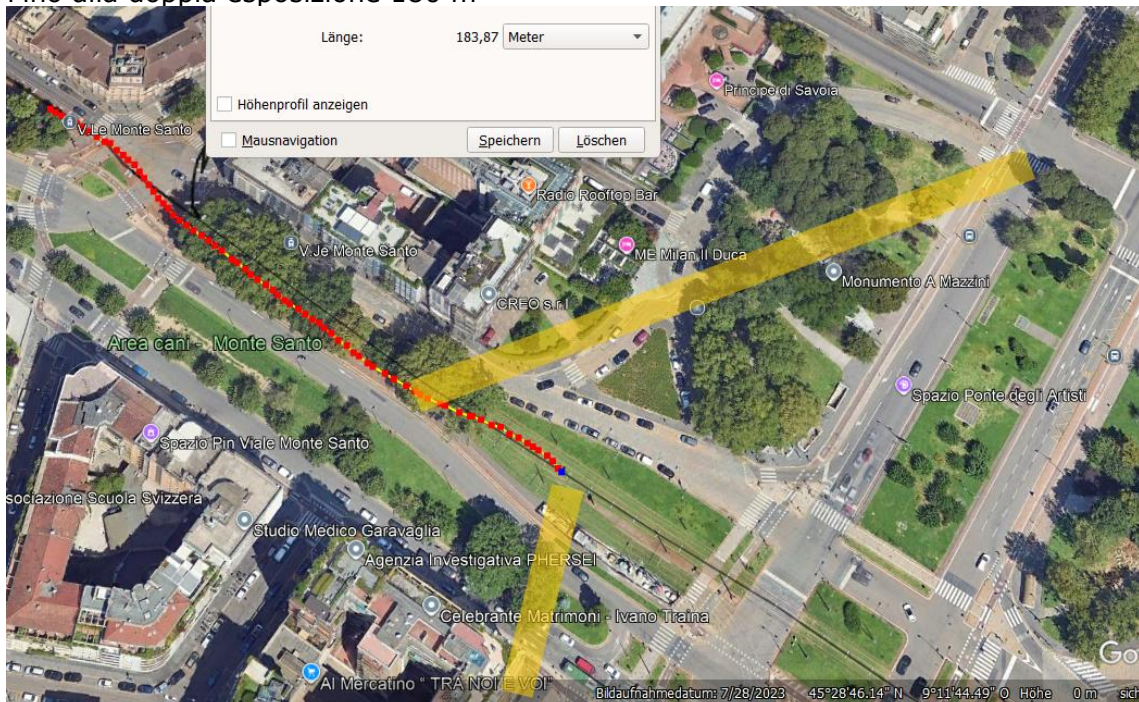 Fino alla doppia esposizione 180 m
Länge: 183,87 Meter
Höhenprofil anzeigen
Mausnavigation Speichern Löschen
Principe di Savoia
V.Le Monte Santo
Radio Rooftop Bar
V.le Monte Santo
ME Milan Il Duca
Monumento A Mazzini
CREO s.r.l
Area cani - Monte Santo
Spazio Ponte degli Artisti
Spazio Pin Viale Monte Santo
sociazione Scuola Svizzera
Studio Medico Garavaglia
Agenzia Investigativa PHERSEI
Celebrante Matrimoni - Ivano Traina
Go
Al Mercatino " TRA NOI E VOI"
Bildaufnahmedatum: 7/28/2023 45°28'46.14" N 9°11'44.49" O Höhe 0 m sich